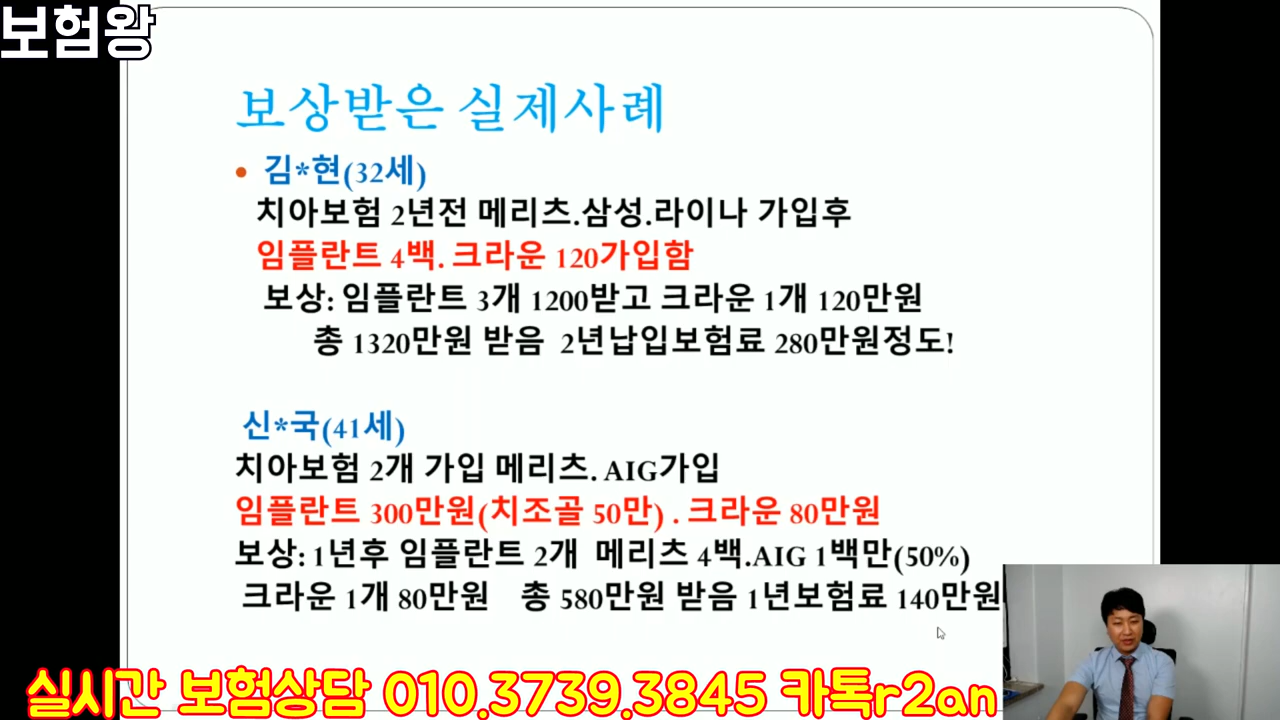 보험왕
보상받은 실제사례
• 김*현(32세)
치아보험 2년전 메리츠.삼성.라이나 가입후
임플란트 4백. 크라운 120가입함
보상: 임플란트 3개 1200받고 크라운 1개 120만원
총 1320만원 받음 2년납입보험료 280만원정도!
신*국(41세)
치아보험 2개 가입 메리츠. AIG가입
임플란트 300만원(치조골 50만) . 크라운 80만원
보상: 1년후 임플란트 2개 메리츠 4백.AIG 1백만(50%)
크라운 1개 80만원 총 580만원 받음 1년보험료 140만원
실시간 보험상담 010.3739.3845 카톡r2an